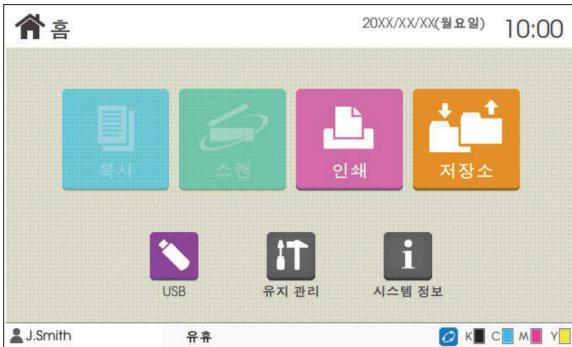 홈
20XX/XX/XX(월요일) 10:00
복사
스캔
인쇄
저장소
USB
유지 관리
시스템 정보
J.Smith
유휴
K C M Y